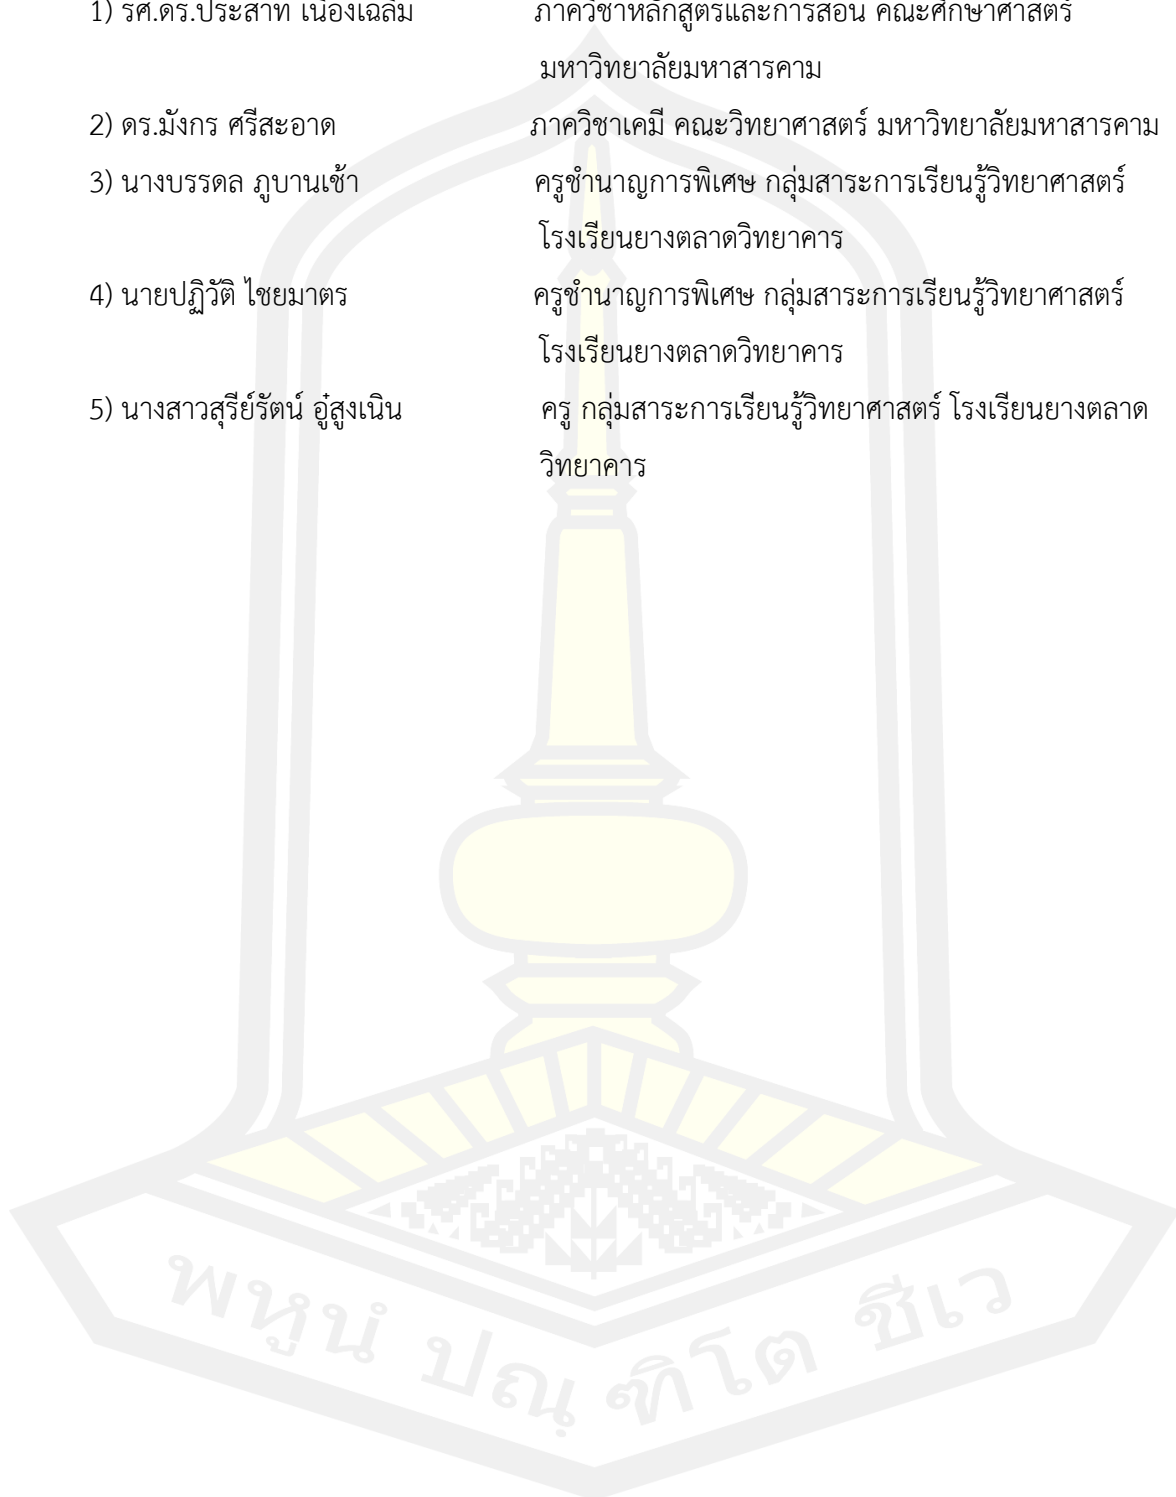 1) รศ.ดร.ประสาท เนืองเฉลิม ภาควิชาหลักสูตรและการสอน คณะศึกษาศาสตร์
มหาวิทยาลัยมหาสารคาม
2) ดร.มังกร ศรีสะอาด ภาควิชาเคมี คณะวิทยาศาสตร์ มหาวิทยาลัยมหาสารคาม
3) นางบรรดล ภูบานเช้า ครูชำนาญการพิเศษ กลุ่มสาระการเรียนรู้วิทยาศาสตร์
โรงเรียนยางตลาดวิทยาคาร
4) นายปฏิวัติ ไชยมาตร ครูชำนาญการพิเศษ กลุ่มสาระการเรียนรู้วิทยาศาสตร์
โรงเรียนยางตลาดวิทยาคาร
5) นางสาวสุรีย์รัตน์ อู๋สูงเนิน ครู กลุ่มสาระการเรียนรู้วิทยาศาสตร์ โรงเรียนยางตลาด
วิทยาคาร
พหูนํ ปณฺฑิโต ชีเว